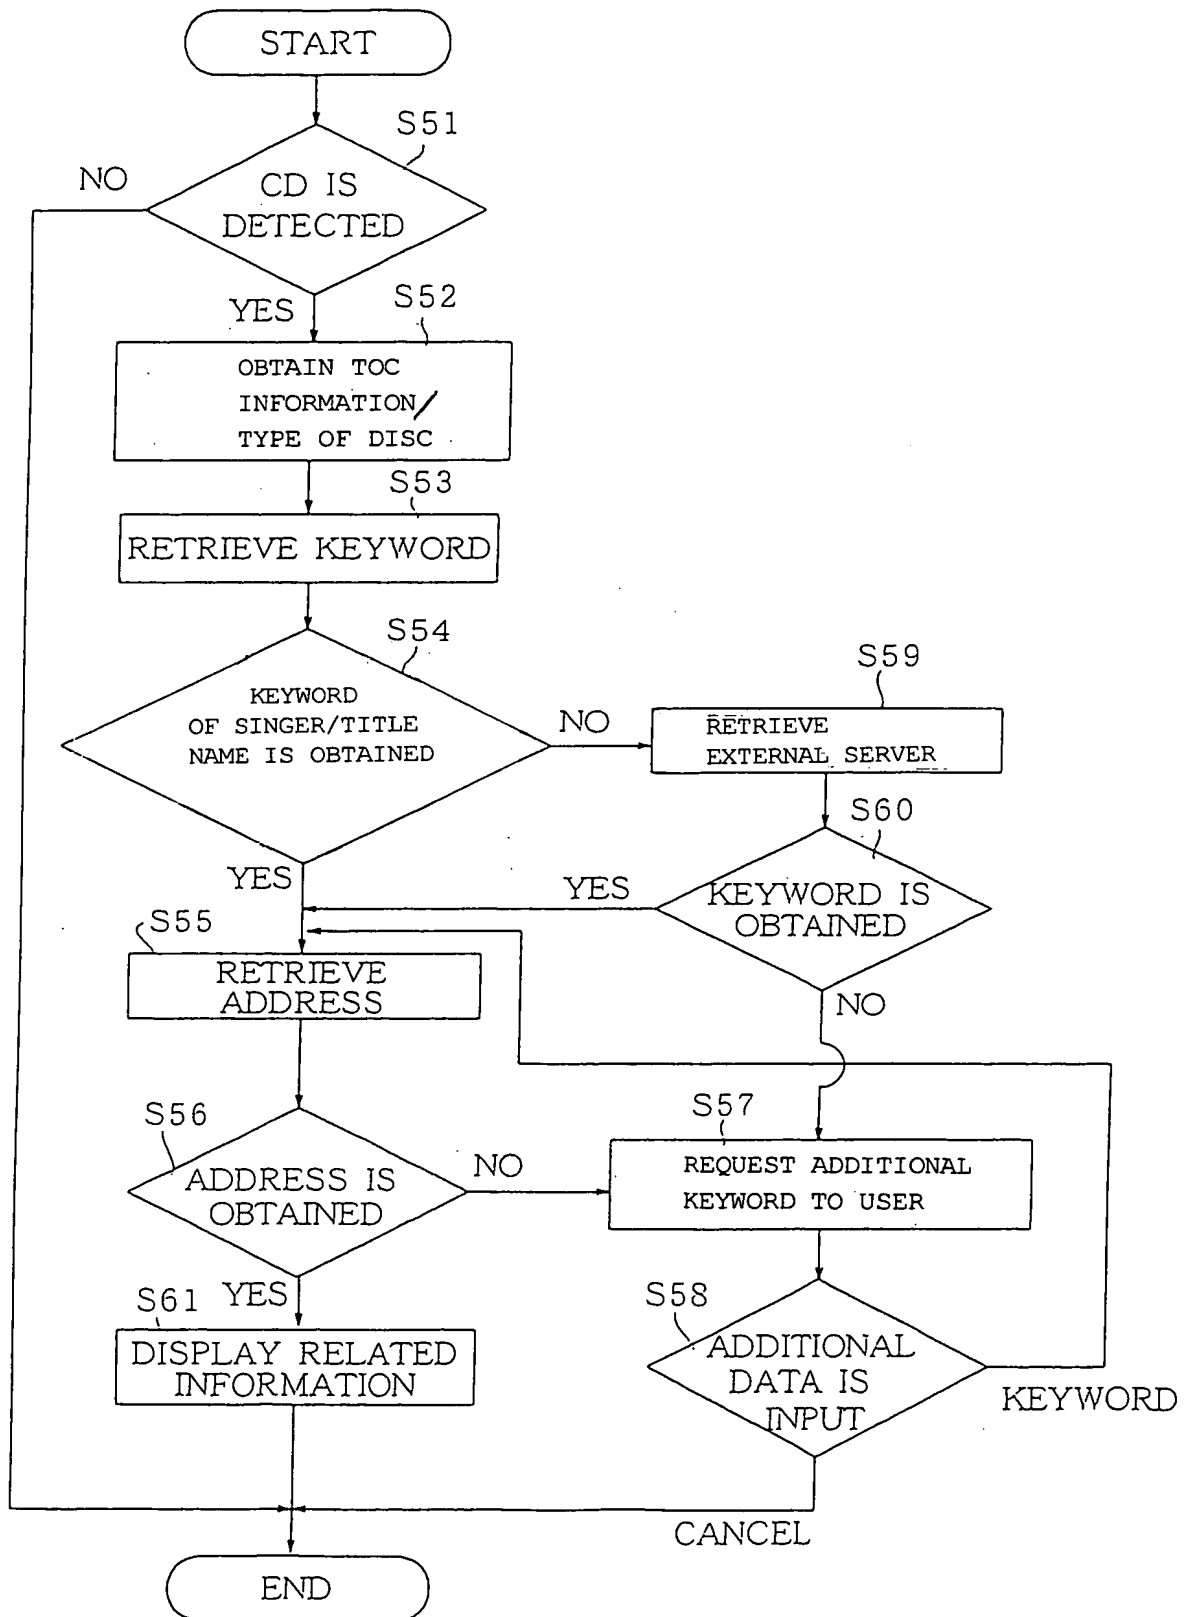 START
S51
NO
CD IS
DETECTED
YES
S52
OBTAIN TOC
INFORMATION/
TYPE OF DISC
S53
RETRIEVE KEYWORD
S54
KEYWORD
OF SINGER/TITLE
NAME IS OBTAINED
NO
S59
RETRIEVE
EXTERNAL SERVER
S60
YES
YES
KEYWORD IS
OBTAINED
S55
RETRIEVE
ADDRESS
NO
S56
S57
ADDRESS IS
OBTAINED
NO
REQUEST ADDITIONAL
KEYWORD TO USER
YES
S61
S58
DISPLAY RELATED
INFORMATION
ADDITIONAL
DATA IS
INPUT
KEYWORD
CANCEL
END